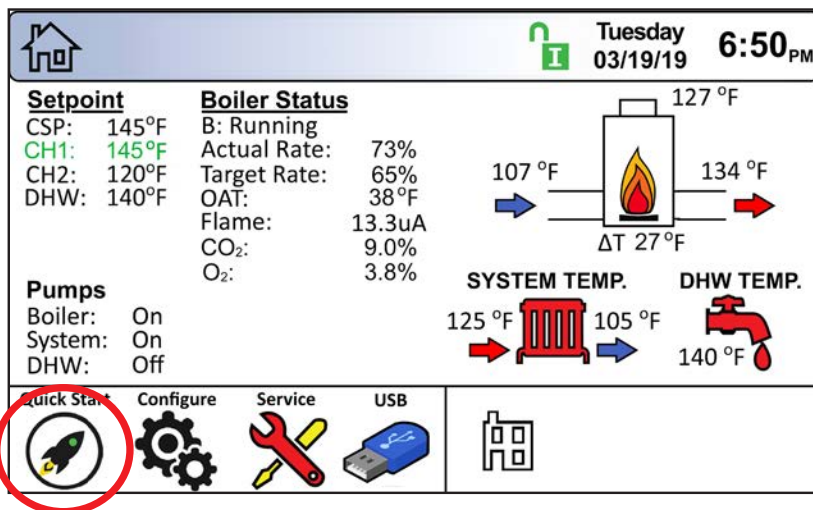 Tuesday
03/19/19
6:50 PM
Setpoint
CSP: 145°F
CH1: 145°F
CH2: 120°F
DHW: 140°F
Boiler Status
B: Running
Actual Rate: 73%
Target Rate: 65%
OAT: 38°F
Flame: 13.3uA
CO₂: 9.0%
O₂: 3.8%
127 °F
107 °F
134 °F
ΔT 27°F
Pumps
Boiler: On
System: On
DHW: Off
SYSTEM TEMP.
125 °F
105 °F
DHW TEMP.
140 °F
Quick Start
Configure
Service
USB